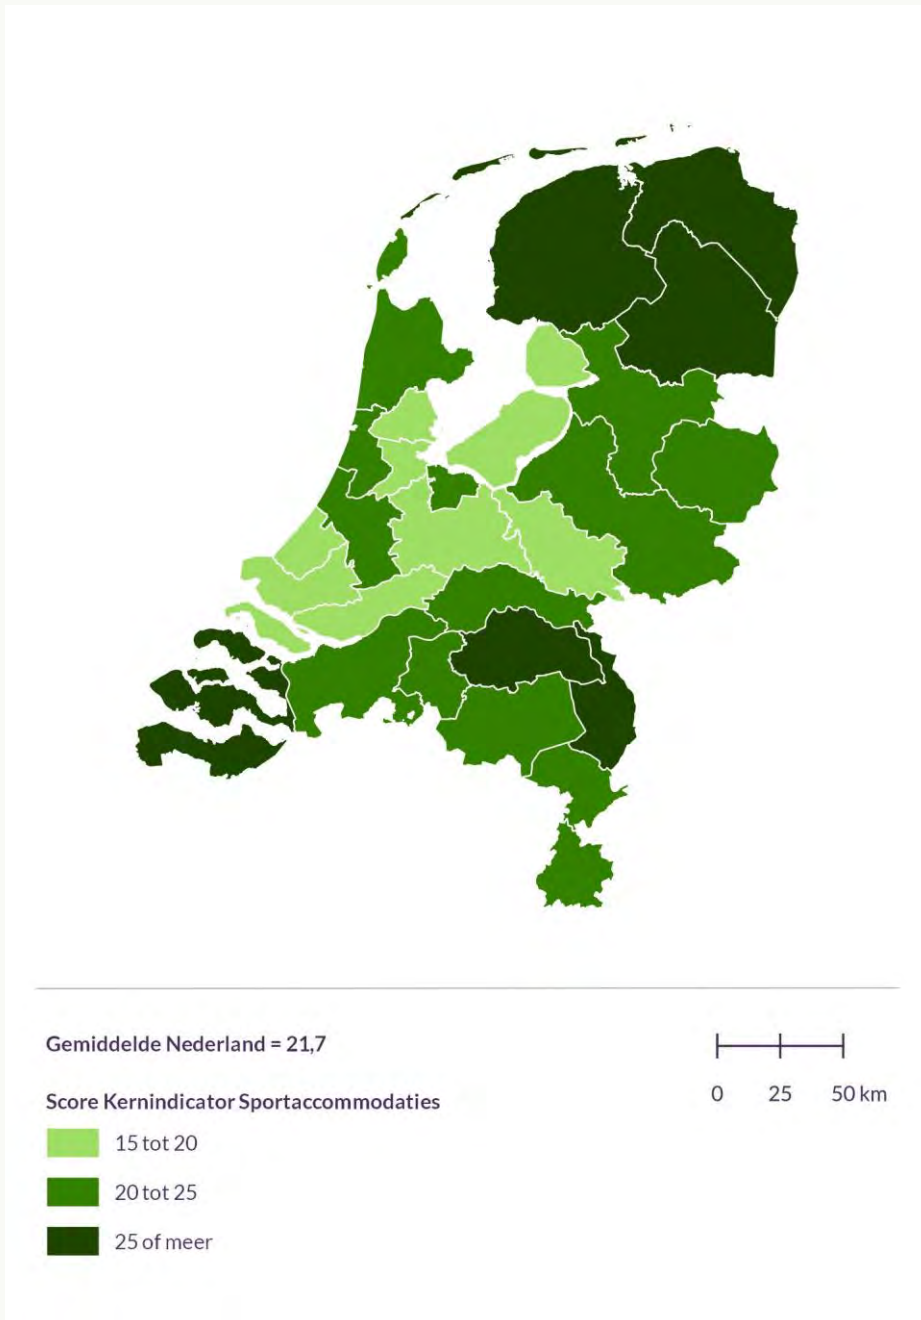 Gemiddelde Nederland = 21,7
0 25 50 km
Score Kernindicator Sportaccommodaties
15 tot 20
20 tot 25
25 of meer